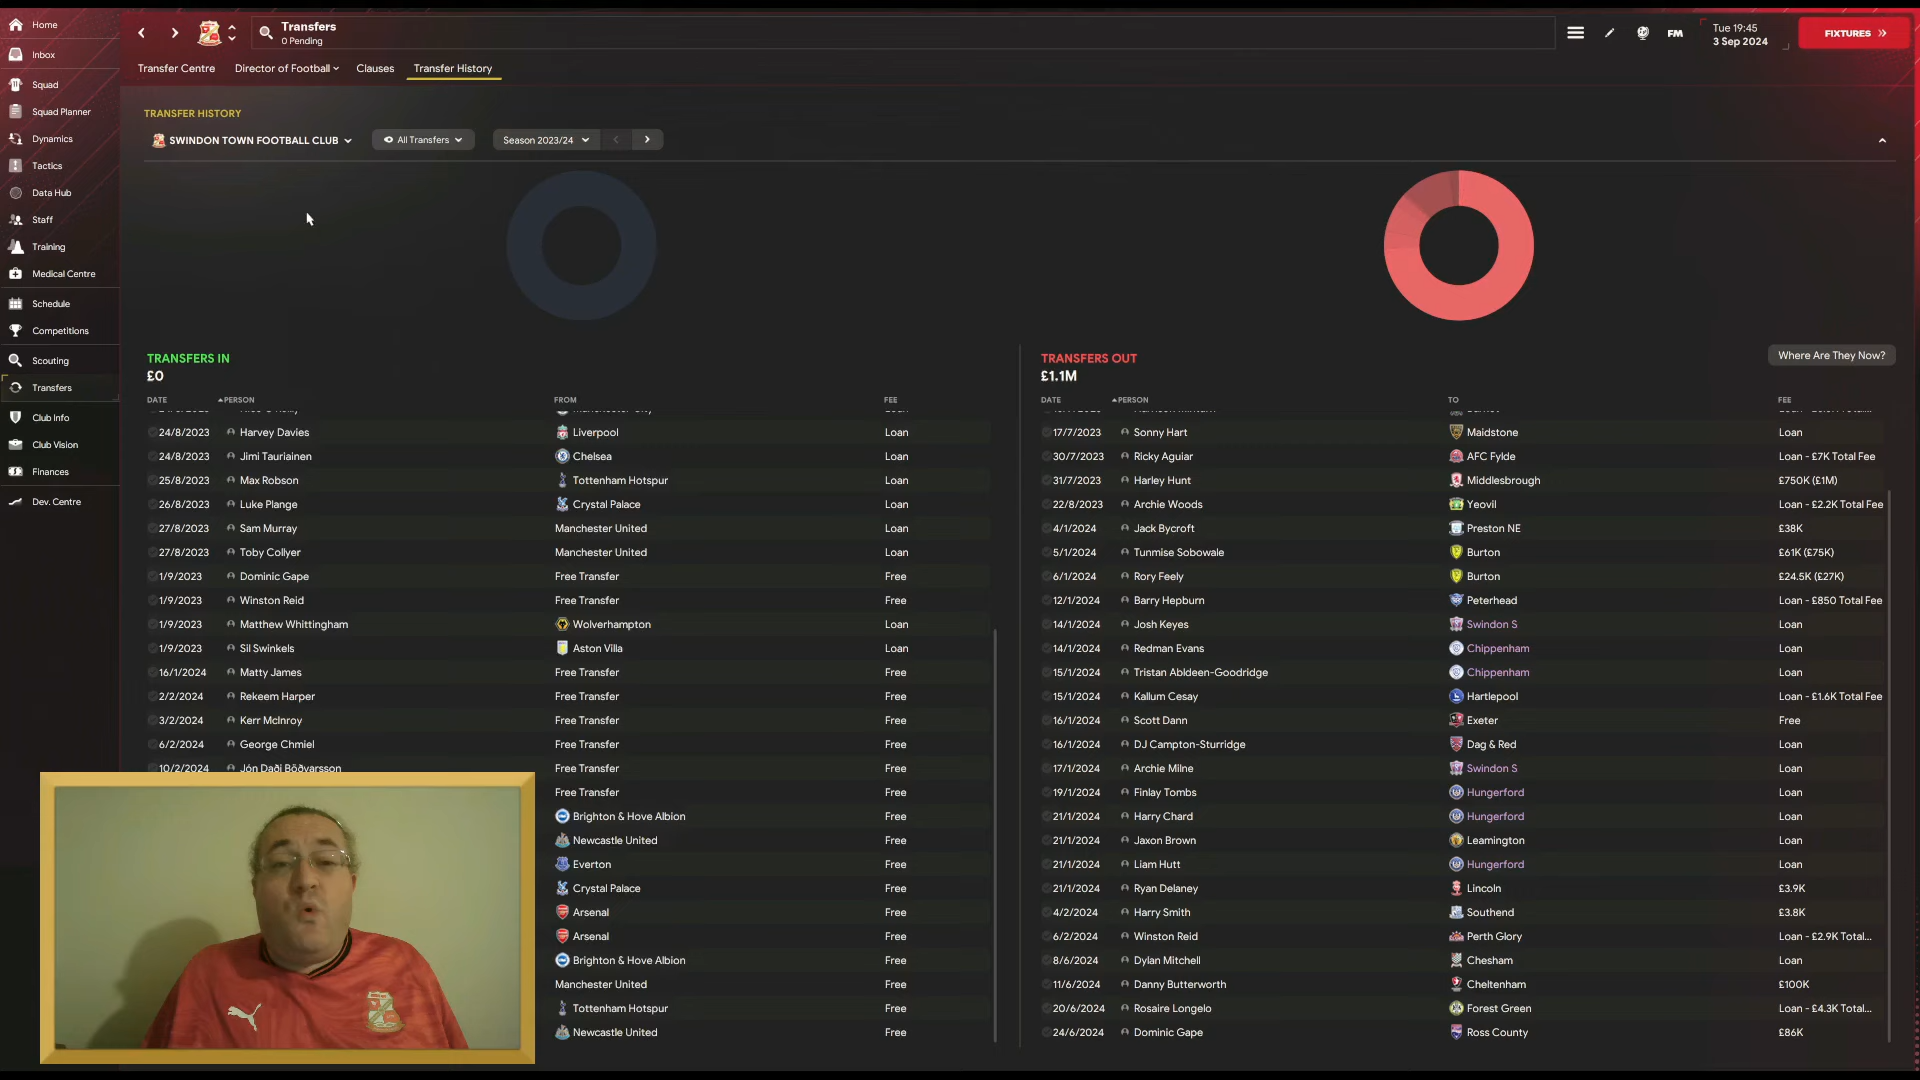 Home
Inbox
Squad
Squad Planner
Dynamics
Tactics
Data Hub
Staff
Training
Medical Centre
Schedule
Competitions
Scouting
Transfers
Club Info
Club Vision
Finances
Dev. Centre
Transfers
0 Pending
FM
Tue 19:45
3 Sep 2024
FIXTURES
Transfer Centre Director of Football Clauses Transfer History
TRANSFER HISTORY
SWINDON TOWN FOOTBALL CLUB All Transfers Season 2023/24
TRANSFERS IN
£0
DATE PERSON FROM FEE
24/8/2023 Harvey Davies Liverpool Loan
24/8/2023 Jimi Tauriainen Chelsea Loan
25/8/2023 Max Robson Tottenham Hotspur Loan
26/8/2023 Luke Plange Crystal Palace Loan
27/8/2023 Sam Murray Manchester United Loan
27/8/2023 Toby Collyer Manchester United Loan
1/9/2023 Dominic Gape Free Transfer Free
1/9/2023 Winston Reid Free Transfer Free
1/9/2023 Matthew Whittingham Wolverhampton Loan
1/9/2023 Sil Swinkels Aston Villa Loan
16/1/2024 Matty James Free Transfer Free
2/2/2024 Rekeem Harper Free Transfer Free
3/2/2024 Kerr McInroy Free Transfer Free
6/2/2024 George Chmiel Free Transfer Free
10/2/2024 Jón Daði Böðvarsson Free Transfer Free
Free Transfer Free
Brighton & Hove Albion Free
Newcastle United Free
Everton Free
Crystal Palace Free
Arsenal Free
Arsenal Free
Brighton & Hove Albion Free
Manchester United Free
Tottenham Hotspur Free
Newcastle United Free
TRANSFERS OUT
£1.1M
Where Are They Now?
DATE PERSON TO FEE
17/7/2023 Sonny Hart Maidstone Loan
30/7/2023 Ricky Aguiar AFC Fylde Loan - £7K Total Fee
31/7/2023 Harley Hunt Middlesbrough £750K (£1M)
22/8/2023 Archie Woods Yeovil Loan - £2.2K Total Fee
4/1/2024 Jack Bycroft Preston NE £38K
5/1/2024 Tunmise Sobowale Burton £61K (£75K)
6/1/2024 Rory Feely Burton £24.5K (£27K)
12/1/2024 Barry Hepburn Peterhead Loan - £850 Total Fee
14/1/2024 Josh Keyes Swindon S Loan
14/1/2024 Redman Evans Chippenham Loan
15/1/2024 Tristan Abldeen-Goodridge Chippenham Loan
15/1/2024 Kallum Cesay Hartlepool Loan - £1.6K Total Fee
16/1/2024 Scott Dann Exeter Free
16/1/2024 DJ Campton-Sturridge Dag & Red Loan
17/1/2024 Archie Milne Swindon S Loan
19/1/2024 Finlay Tombs Hungerford Loan
21/1/2024 Harry Chard Hungerford Loan
21/1/2024 Jaxon Brown Leamington Loan
21/1/2024 Liam Hutt Hungerford Loan
21/1/2024 Ryan Delaney Lincoln £3.9K
4/2/2024 Harry Smith Southend £3.8K
6/2/2024 Winston Reid Perth Glory Loan - £2.9K Total...
8/6/2024 Dylan Mitchell Chesham Loan
11/6/2024 Danny Butterworth Cheltenham £100K
20/6/2024 Rosaire Longelo Forest Green Loan - £4.3K Total...
24/6/2024 Dominic Gape Ross County £86K